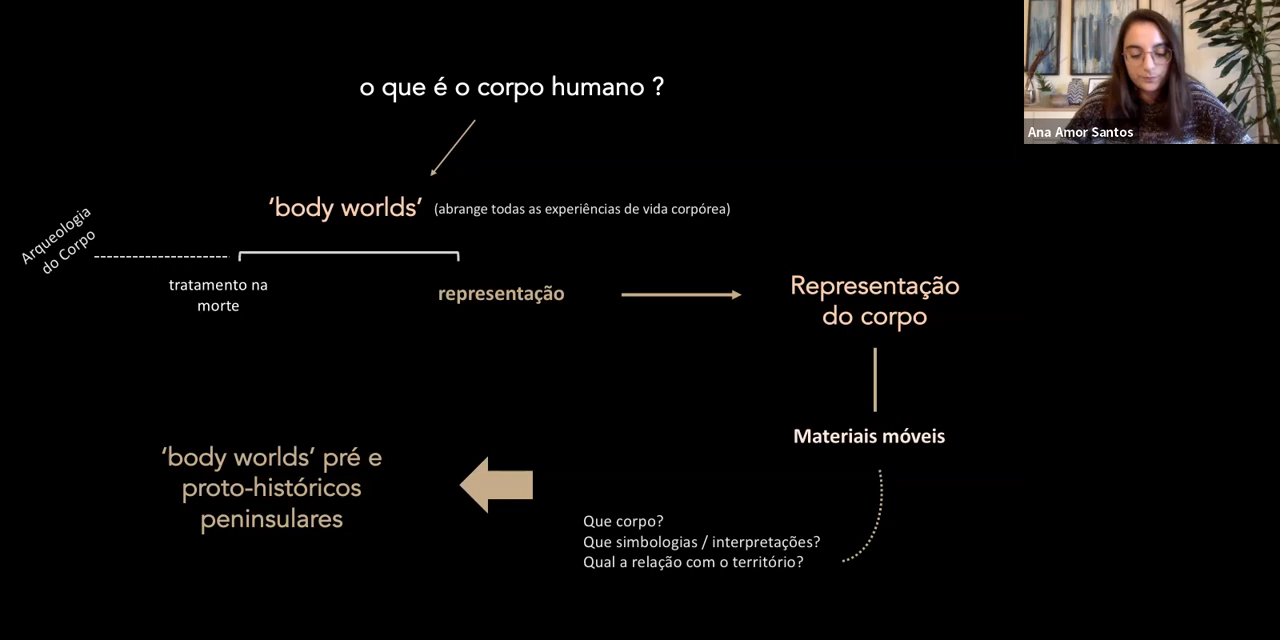 o que é o corpo humano ?
Ana Amor Santos
'body worlds' (abrange todas as experiências de vida corpórea)
Arqueologia
do Corpo
tratamento na
morte
representação
Representação
do corpo
Materiais móveis
'body worlds' pré e
proto-históricos
peninsulares
Que corpo?
Que simbologias / interpretações?
Qual a relação com o território?